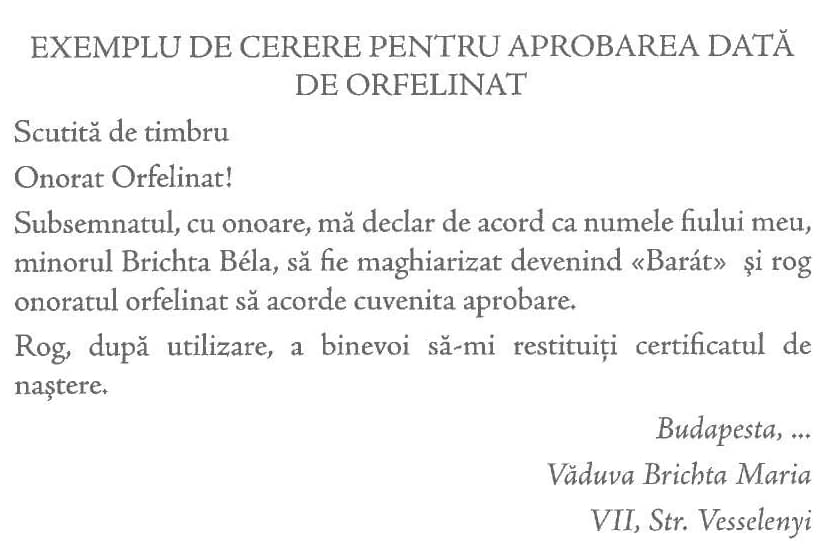 EXEMPLU DE CERERE PENTRU APROBAREA DATĂ
DE ORFELINAT
Scutită de timbru
Onorat Orfelinat!
Subsemnatul, cu onoare, mă declar de acord ca numele fiului meu,
minorul Brichta Béla, să fie maghiarizat devenind «Barát» și rog
onoratul orfelinat să acorde cuvenita aprobare.
Rog, după utilizare, a binevoi să-mi restituiți certificatul de
naștere.
Budapesta, ...
Văduva Brichta Maria
VII, Str. Vesselenyi